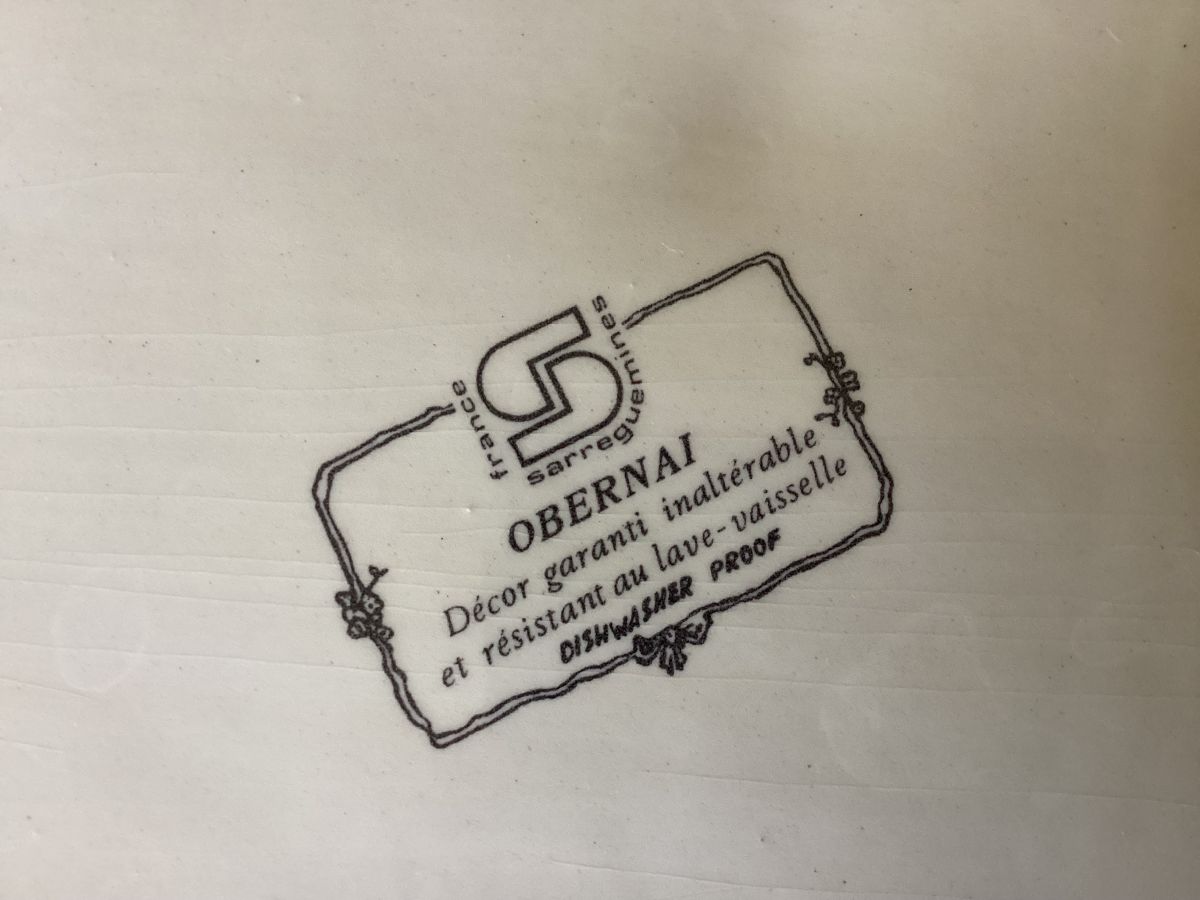 france
sarreguemines
OBERNAI
Décor garanti inaltérable
et résistant au lave-vaisselle
DISHWASHER PROOF